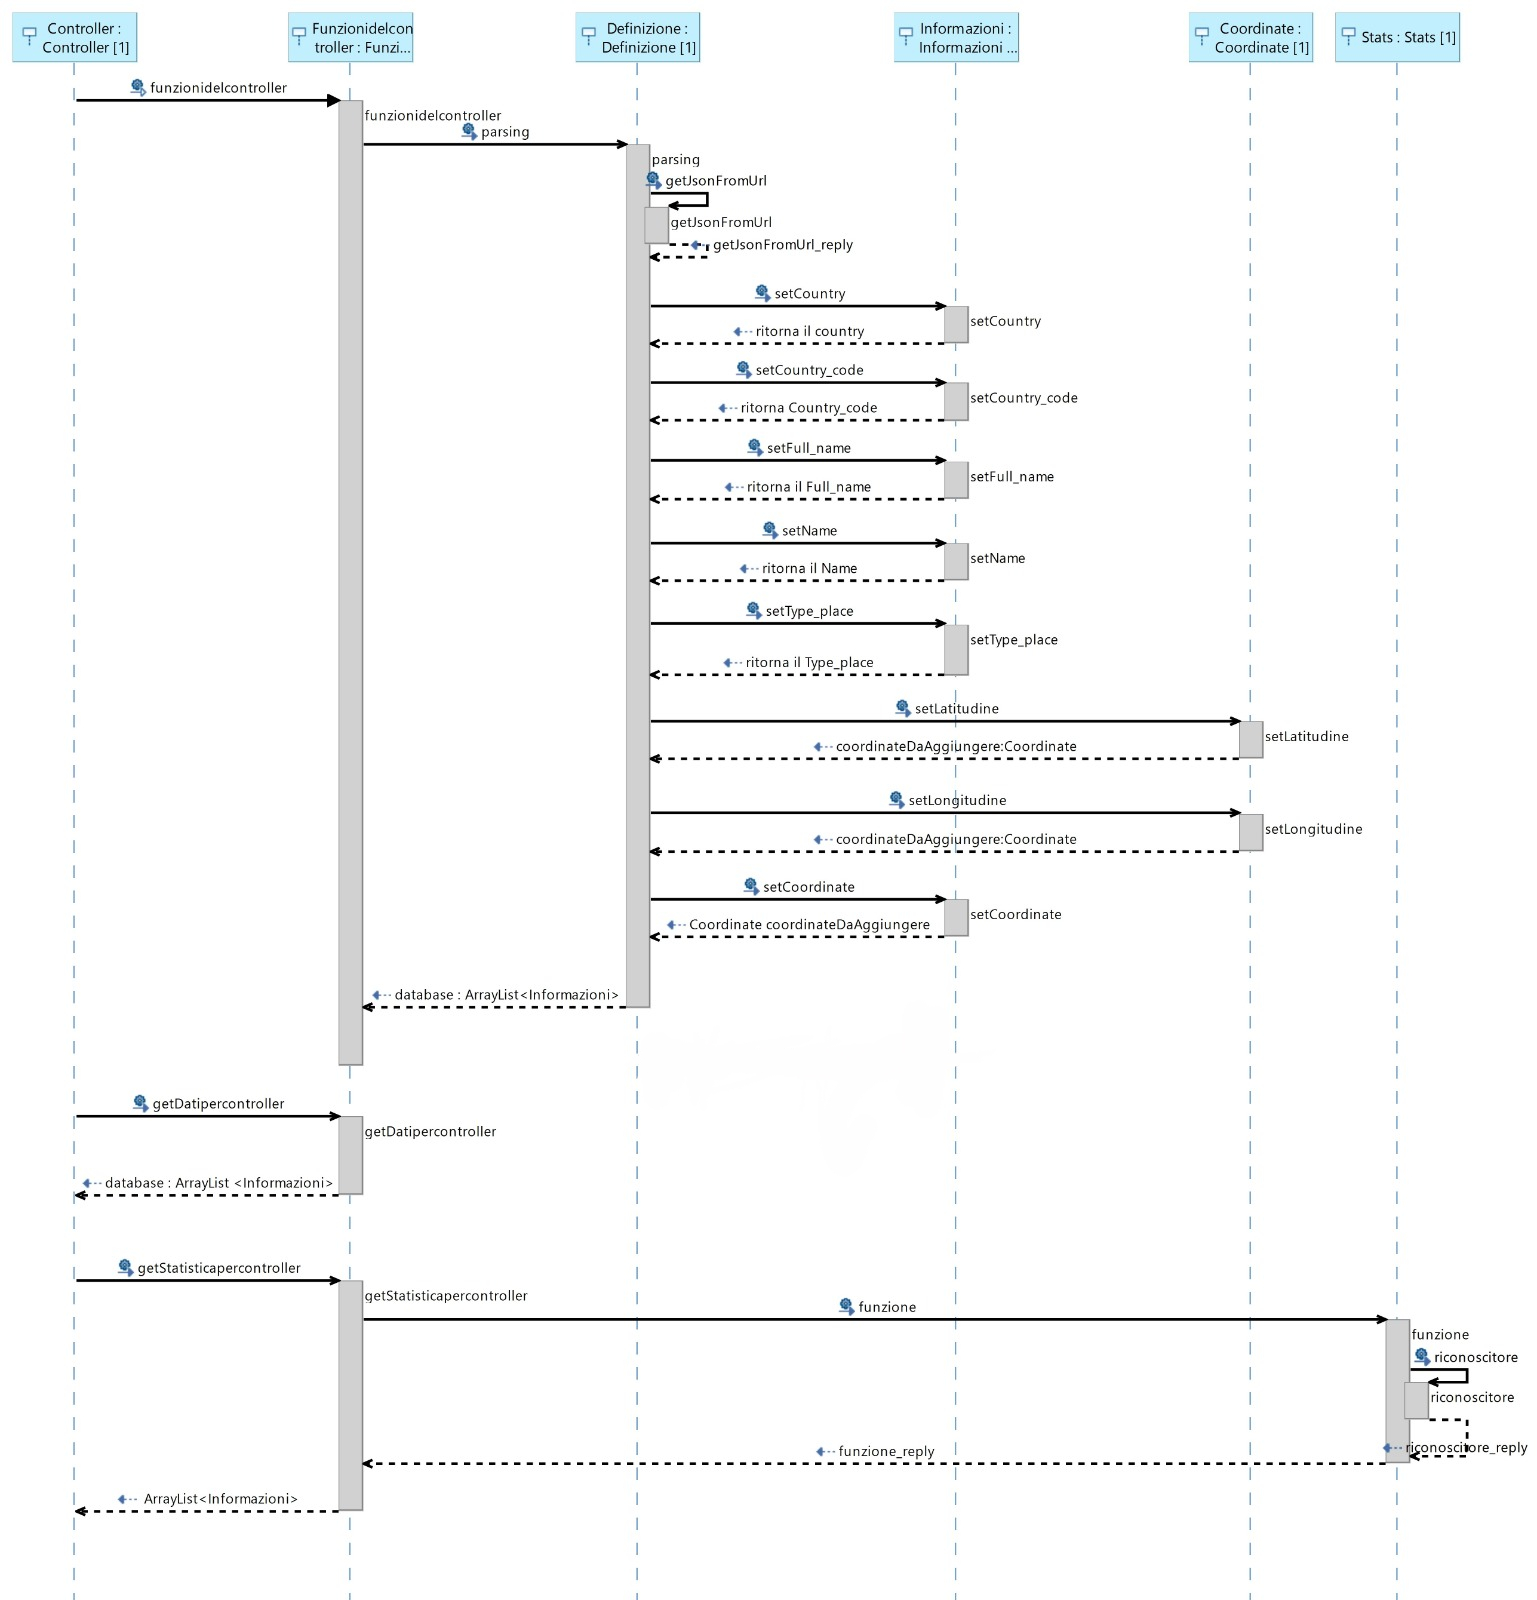 Controller :
Controller [1]
Funzionidelcon
troller : Funzi...
Definizione :
Definizione [1]
Informazioni :
Informazioni ...
Coordinate :
Coordinate [1]
Stats : Stats [1]
funzionidelcontroller
funzionidelcontroller
parsing
parsing
getJsonFromUrl
getJsonFromUrl
getJsonFromUrl_reply
setCountry
setCountry
ritorna il country
setCountry_code
setCountry_code
ritorna Country_code
setFull_name
setFull_name
ritorna il Full_name
setName
setName
ritorna il Name
setType_place
setType_place
ritorna il Type_place
setLatitudine
setLatitudine
coordinateDaAggiungere:Coordinate
setLongitudine
setLongitudine
coordinateDaAggiungere:Coordinate
setCoordinate
setCoordinate
Coordinate coordinateDaAggiungere
database : ArrayList<Informazioni>
getDatipercontroller
getDatipercontroller
database : ArrayList <Informazioni>
getStatisticapercontroller
getStatisticapercontroller
funzione
funzione
riconoscitore
riconoscitore
riconoscitore_reply
funzione_reply
ArrayList<Informazioni>